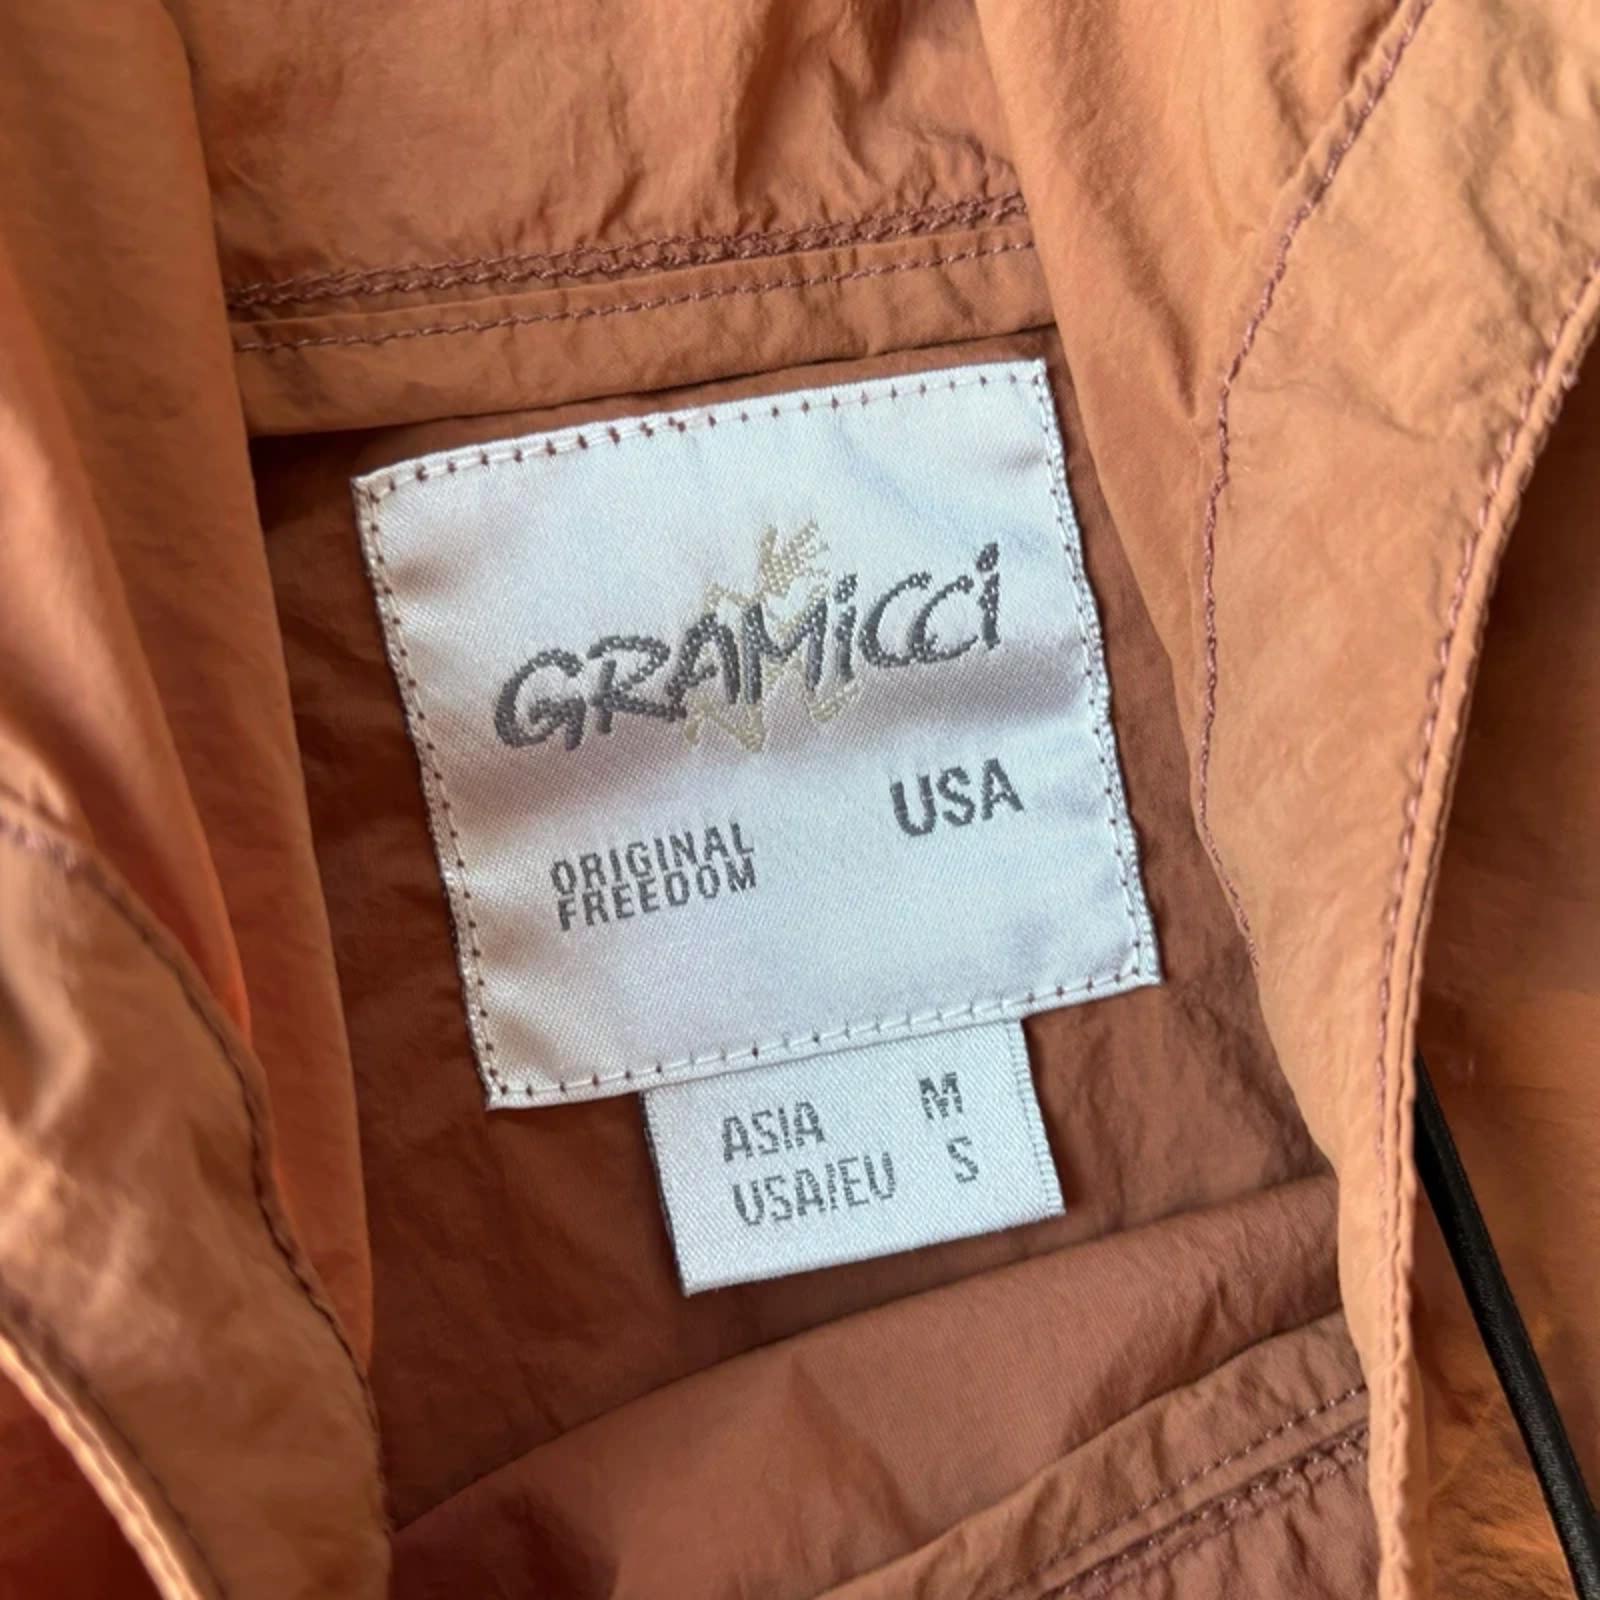 GRAMiCCi
USA
ORIGINAL
FREEDOM
ASIA M
USA/EU S